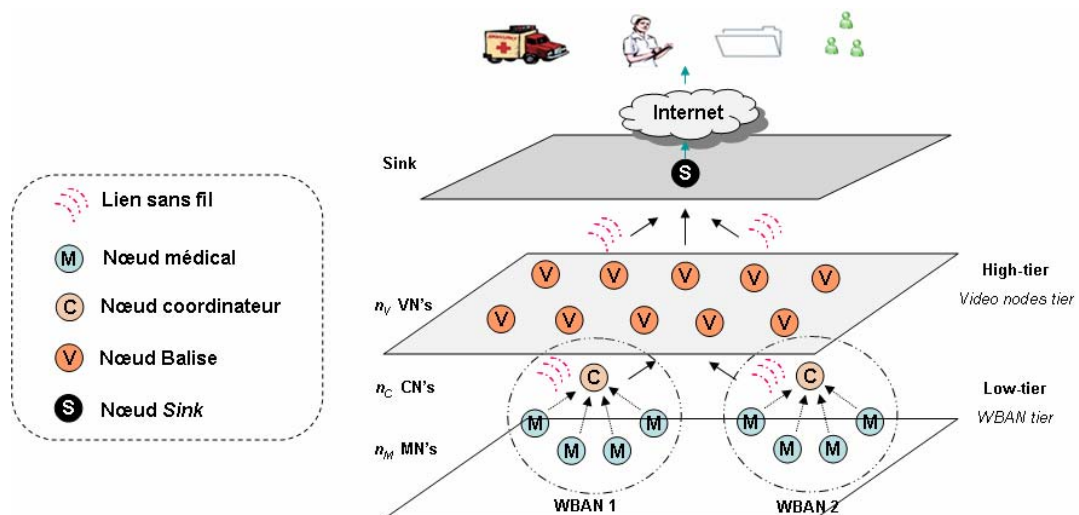 Internet
Sink
S
Lien sans fil
M Nœud médical
C Nœud coordinateur
V Nœud Balise
S Nœud Sink
V V V V V
High-tier
Video nodes tier
nV VN's
V V V V V
C
C
nC CN's
Low-tier
WBAN tier
M M M M
M M M M
nM MN's
WBAN 1
WBAN 2